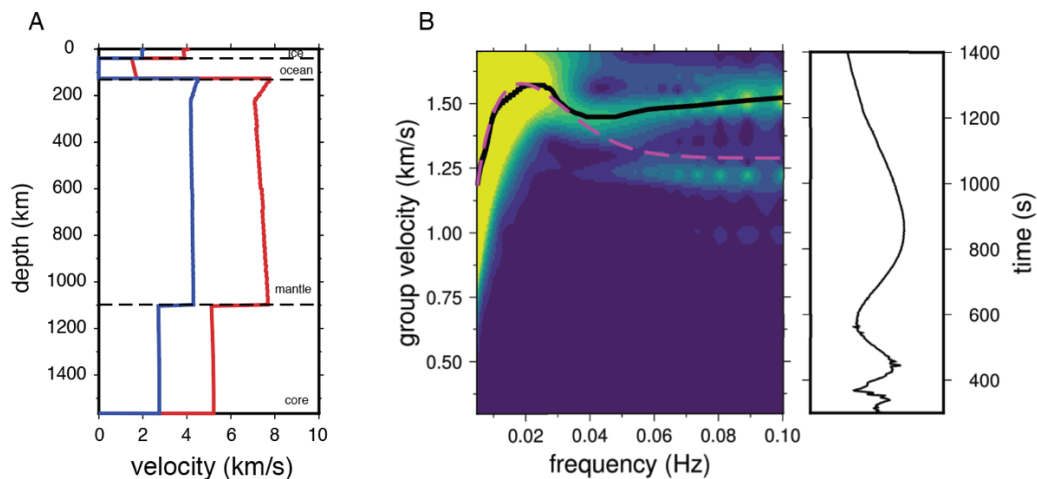 A
0
200
400
600
800
1000
1200
1400
depth (km)
ice
ocean
mantle
core
0 2 4 6 8 10
velocity (km/s)
B
1.50
1.25
1.00
0.75
0.50
group velocity (km/s)
0.02 0.04 0.06 0.08 0.10
frequency (Hz)
1400
1200
1000
800
600
400
time (s)